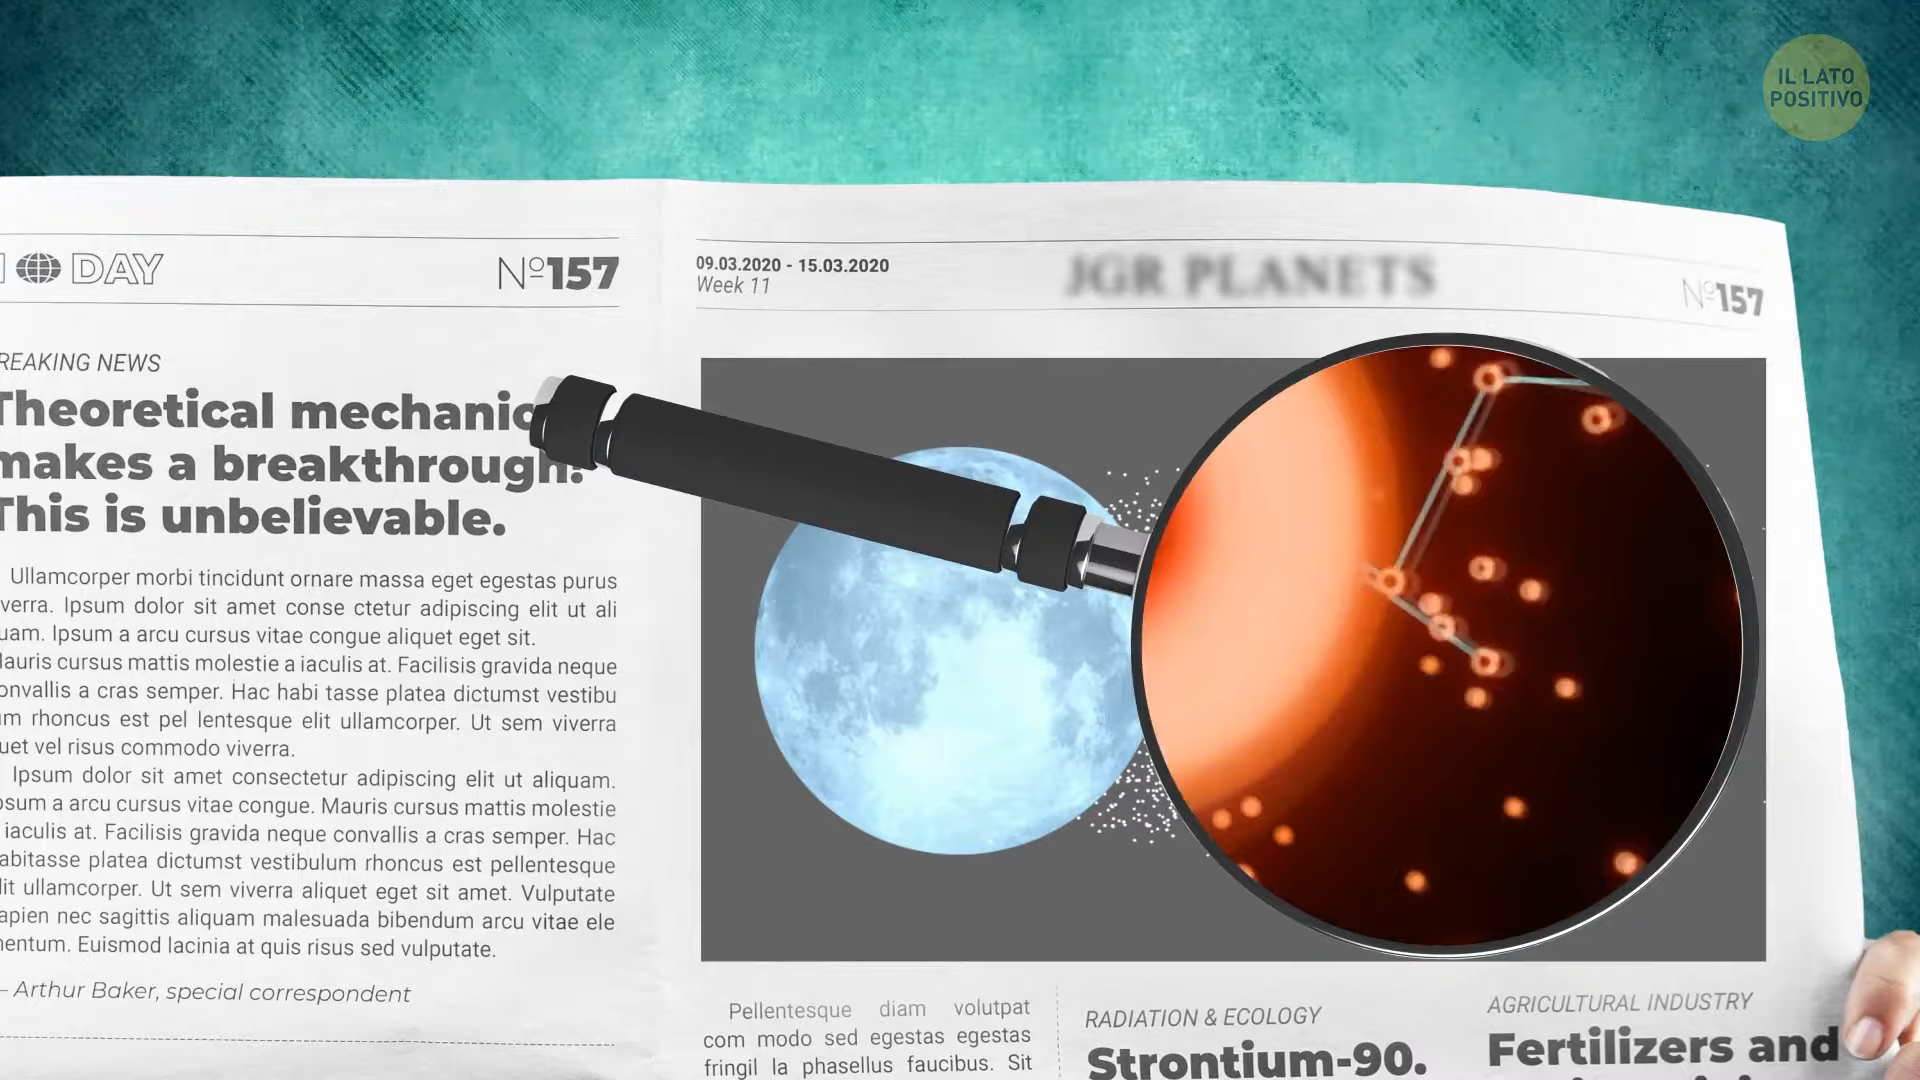 IL LATO
POSITIVO
DAY
Nº157
09.03.2020 - 15.03.2020
Week 11
JGR PLANETS
Nº157
REAKING NEWS
Theoretical mechanic
makes a breakthrough.
This is unbelievable.
Ullamcorper morbi tincidunt ornare massa eget egestas purus
verra. Ipsum dolor sit amet conse ctetur adipiscing elit ut ali
uam. Ipsum a arcu cursus vitae congue aliquet eget sit.
Mauris cursus mattis molestie a iaculis at. Facilisis gravida neque
onvallis a cras semper. Hac habi tasse platea dictumst vestibu
um rhoncus est pel lentesque elit ullamcorper. Ut sem viverra
uet vel risus commodo viverra.
Ipsum dolor sit amet consectetur adipiscing elit ut aliquam.
psum a arcu cursus vitae congue. Mauris cursus mattis molestie
iaculis at. Facilisis gravida neque convallis a cras semper. Hac
abitasse platea dictumst vestibulum rhoncus est pellentesque
lit ullamcorper. Ut sem viverra aliquet eget sit amet. Vulputate
apien nec sagittis aliquam malesuada bibendum arcu vitae ele
mentum. Euismod lacinia at quis risus sed vulputate.
– Arthur Baker, special correspondent
Pellentesque diam volutpat
com modo sed egestas egestas
fringil la phasellus faucibus. Sit
RADIATION & ECOLOGY
Strontium-90.
AGRICULTURAL INDUSTRY
Fertilizers and